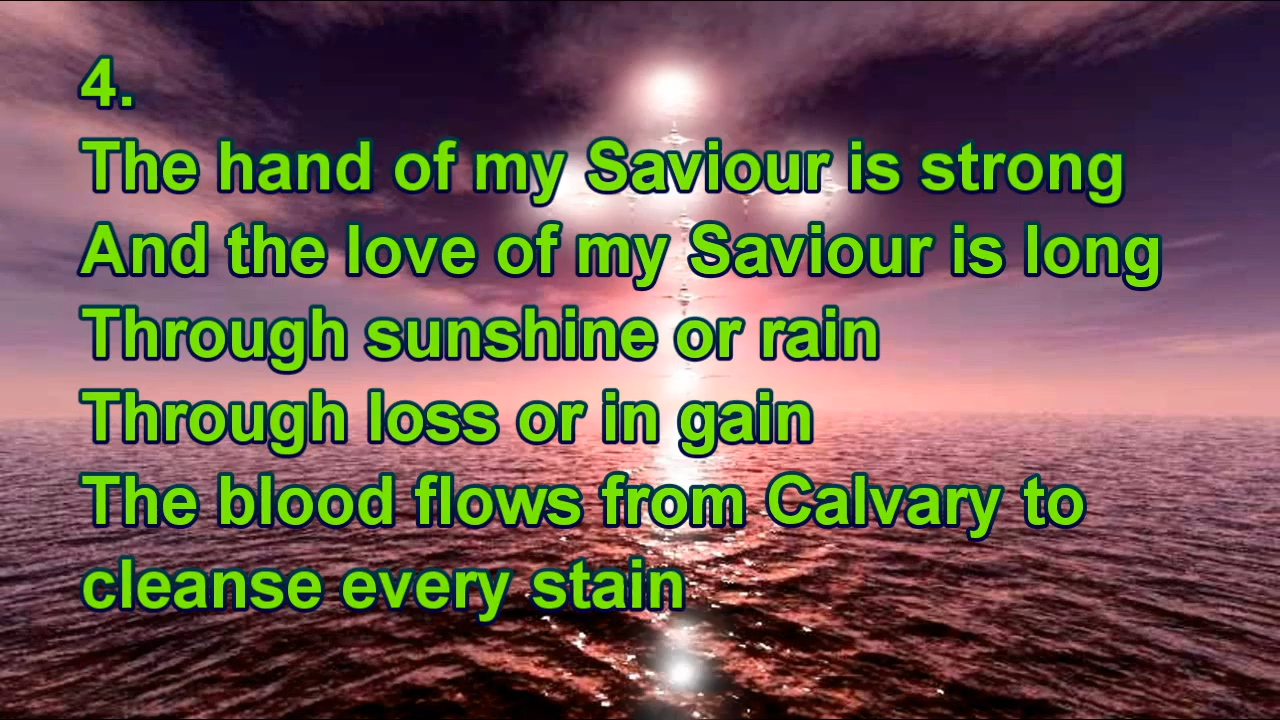 4.
The hand of my Saviour is strong
And the love of my Saviour is long
Through sunshine or rain
Through loss or in gain
The blood flows from Calvary to
cleanse every stain